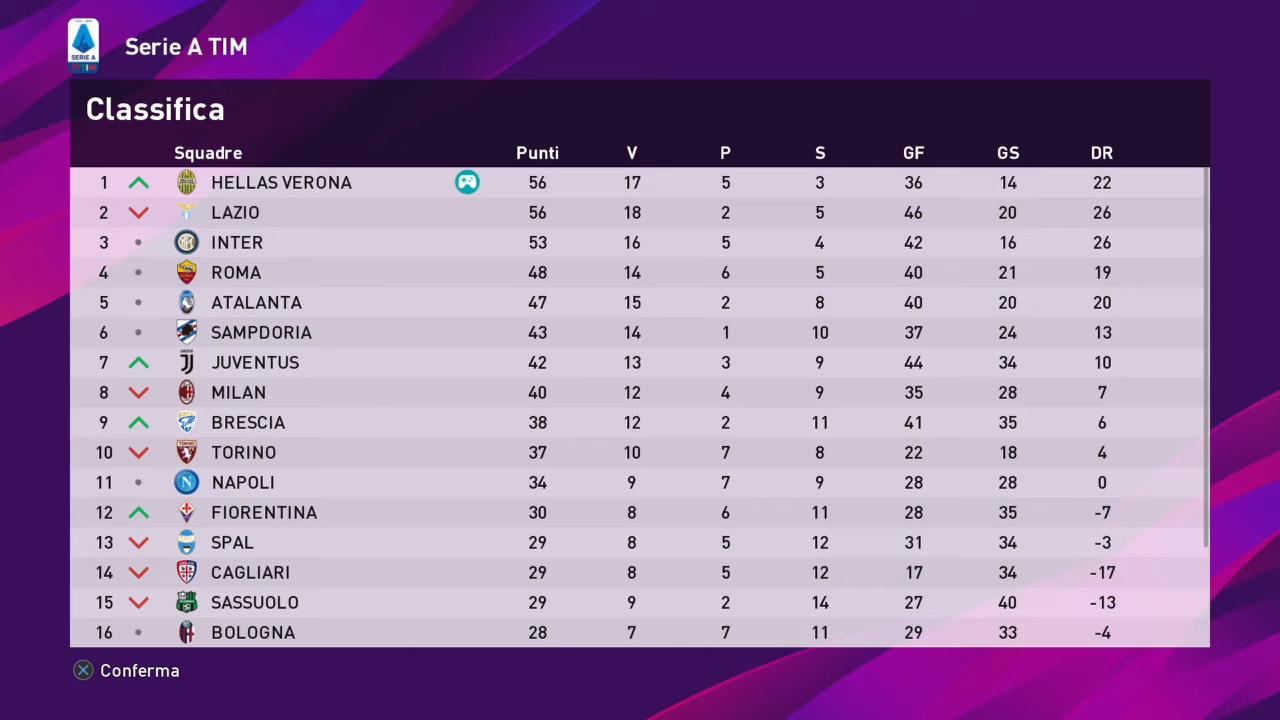 SERIE A
TIM
Serie A TIM
Classifica
Squadre Punti V P S GF GS DR
1 HELLAS VERONA 56 17 5 3 36 14 22
2 LAZIO 56 18 2 5 46 20 26
3 INTER 53 16 5 4 42 16 26
4 ROMA 48 14 6 5 40 21 19
5 ATALANTA 47 15 2 8 40 20 20
6 SAMPDORIA 43 14 1 10 37 24 13
7 JUVENTUS 42 13 3 9 44 34 10
8 MILAN 40 12 4 9 35 28 7
9 BRESCIA 38 12 2 11 41 35 6
10 TORINO 37 10 7 8 22 18 4
11 NAPOLI 34 9 7 9 28 28 0
12 FIORENTINA 30 8 6 11 28 35 -7
13 SPAL 29 8 5 12 31 34 -3
14 CAGLIARI 29 8 5 12 17 34 -17
15 SASSUOLO 29 9 2 14 27 40 -13
16 BOLOGNA 28 7 7 11 29 33 -4
Conferma